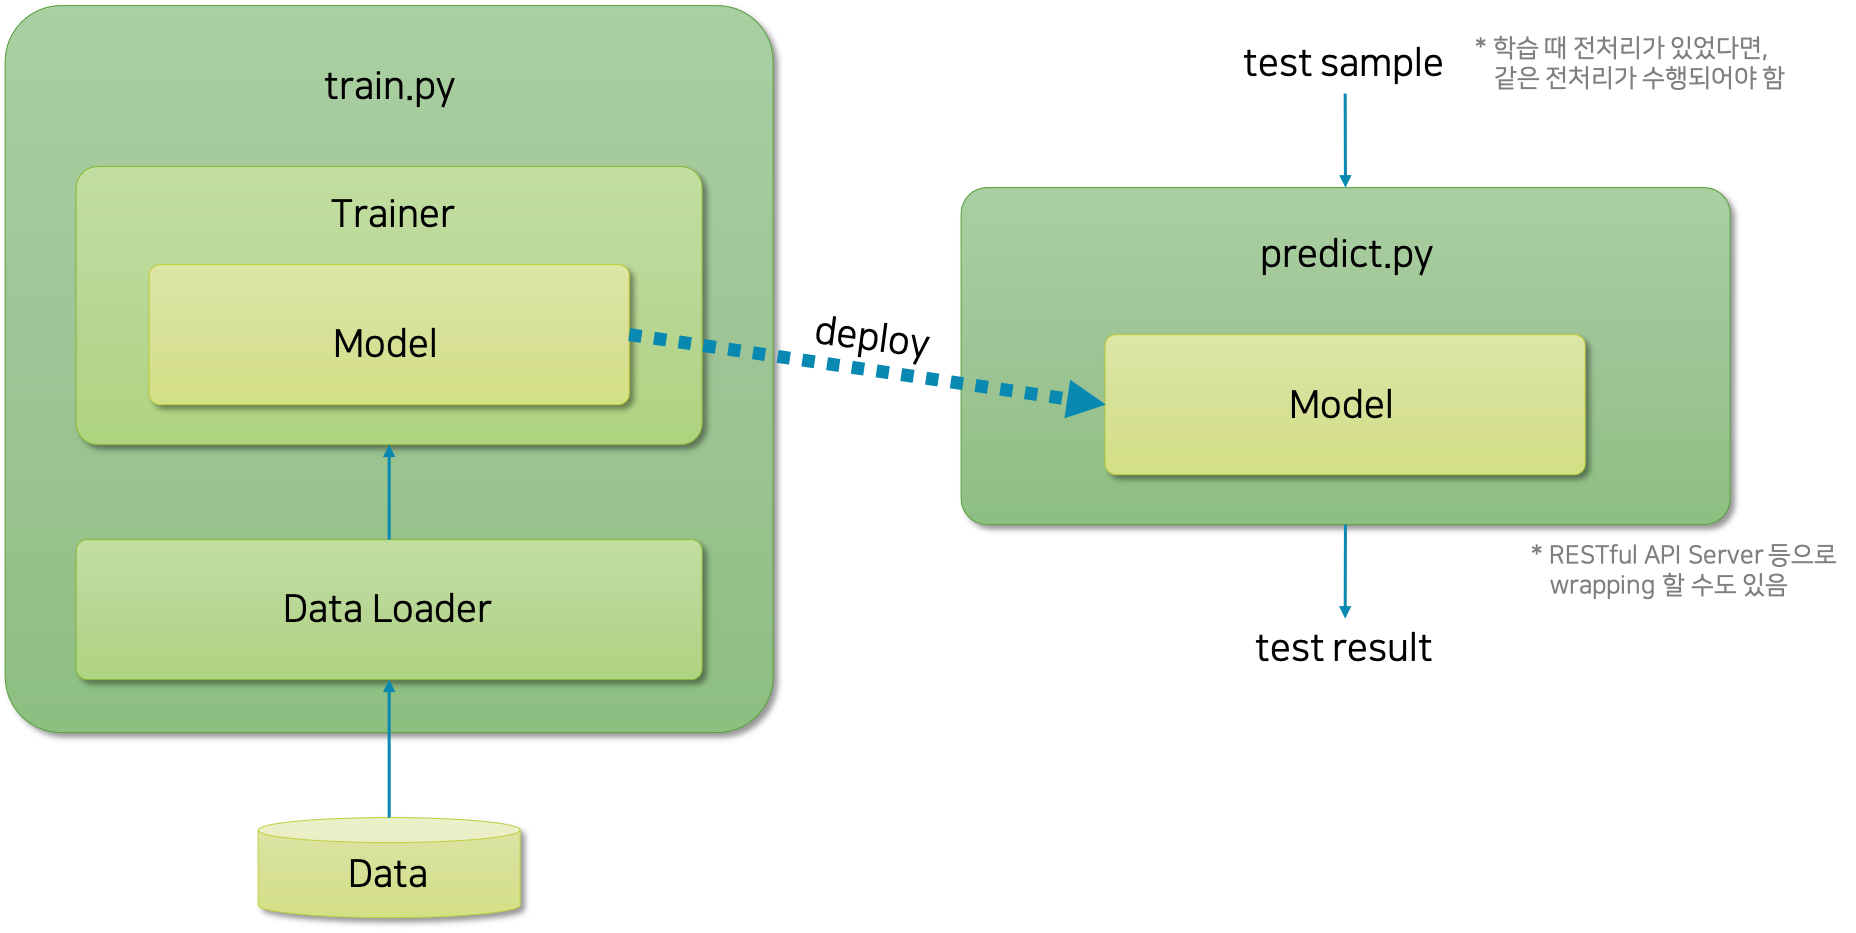 train.py
Trainer
Model
Data Loader
Data
deploy
test sample
* 학습 때 전처리가 있었다면,
같은 전처리가 수행되어야 함
predict.py
Model
* RESTful API Server 등으로
wrapping 할 수도 있음
test result